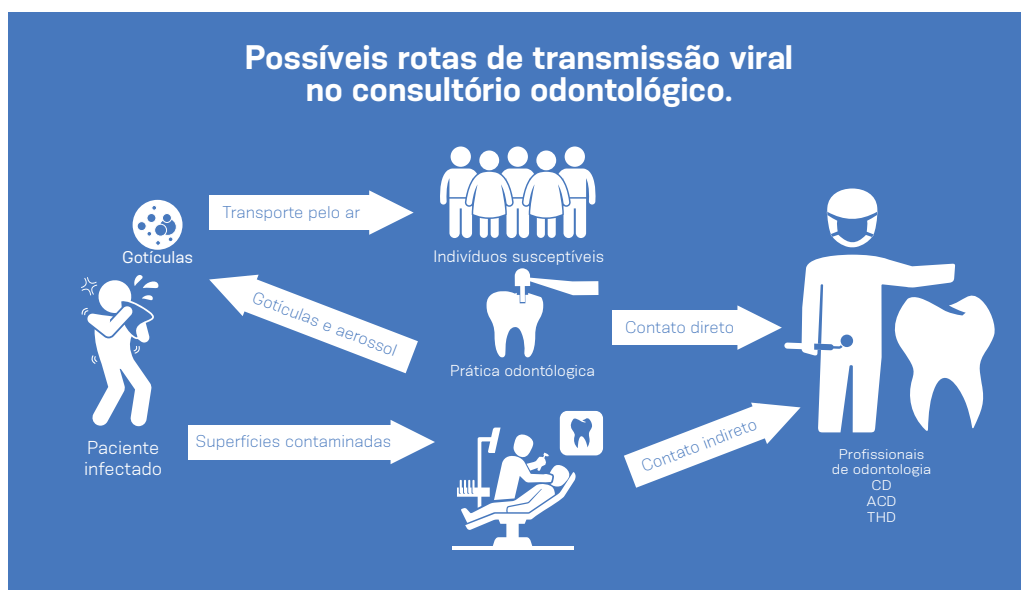 Possíveis rotas de transmissão viral
no consultório odontológico.
Transporte pelo ar
Gotículas
Indivíduos susceptíveis
Gotículas e aerossol
Contato direto
Prática odontólogica
Superfícies contaminadas
Contato indireto
Paciente
infectado
Profissionais
de odontologia
CD
ACD
THD